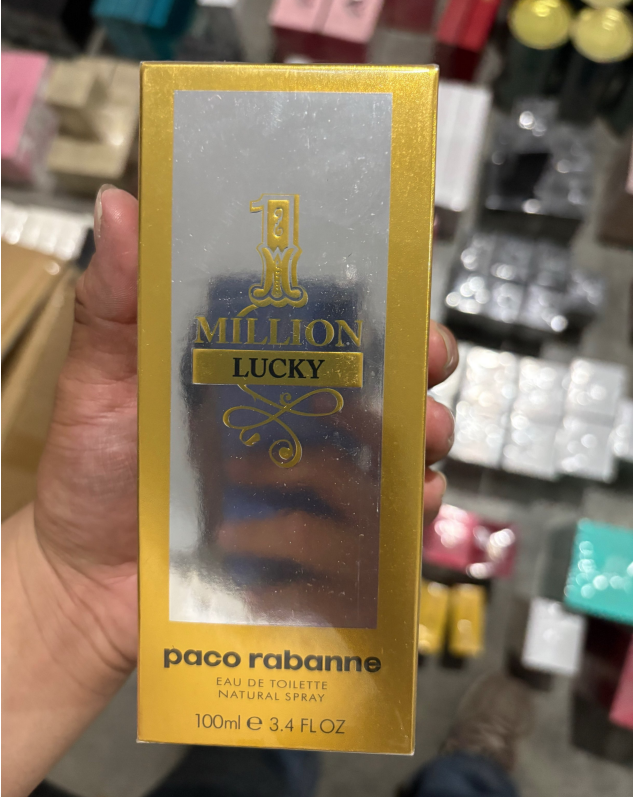 1
MILLION
LUCKY
paco rabanne
EAU DE TOILETTE
NATURAL SPRAY
100ml e 3.4 FL OZ